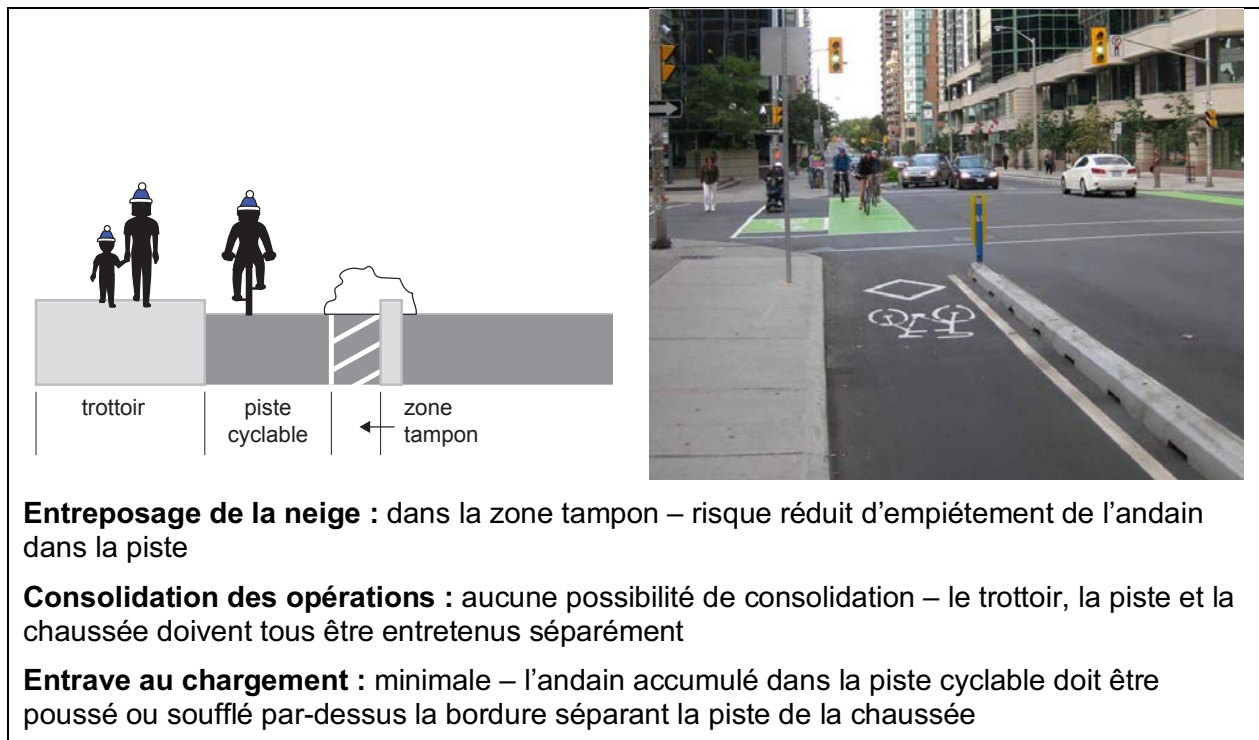 trottoir
piste
cyclable
zone
tampon
Entreposage de la neige : dans la zone tampon – risque réduit d’empiétement de l’andain
dans la piste
Consolidation des opérations : aucune possibilité de consolidation – le trottoir, la piste et la
chaussée doivent tous être entretenus séparément
Entrave au chargement : minimale – l’andain accumulé dans la piste cyclable doit être
poussé ou soufflé par-dessus la bordure séparant la piste de la chaussée